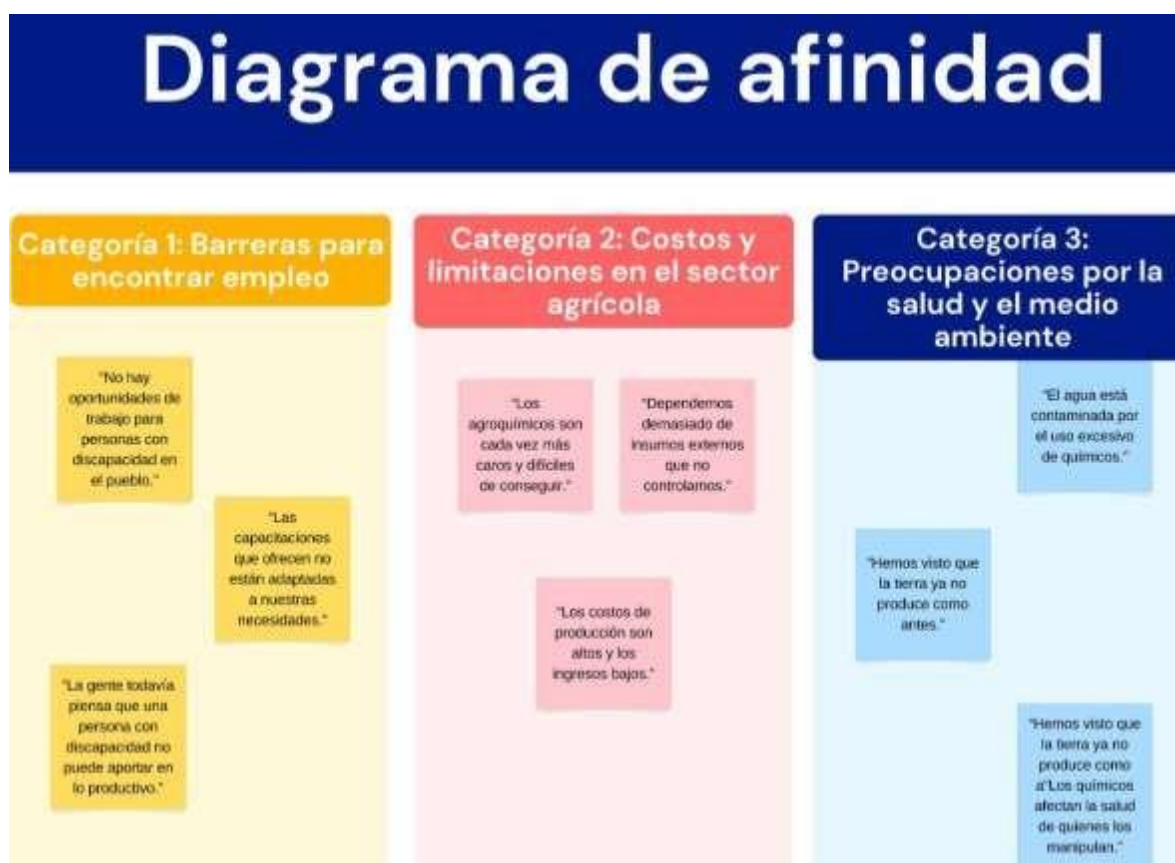 Diagrama de afinidad
Categoría 1: Barreras para
encontrar empleo
"No hay
oportunidades de
trabajo para
personas con
discapacidad en
el pueblo."
"Las
capacitaciones
que ofrecen no
están adaptadas
a nuestras
necesidades."
"La gente todavía
piensa que una
persona con
discapacidad no
puede aportar en
lo productivo."
Categoría 2: Costos y
limitaciones en el sector
agrícola
"Los
agroquímicos son
cada vez más
caros y difíciles
de conseguir."
"Dependemos
demasiado de
insumos externos
que no
controlamos."
"Los costos de
producción son
altos y los
ingresos bajos."
Categoría 3:
Preocupaciones por la
salud y el medio
ambiente
"El agua está
contaminada por
el uso excesivo
de químicos."
"Hemos visto que
la tierra ya no
produce como
antes."
"Hemos visto que
la tierra ya no
produce como
a"Los químicos
afectan la salud
de quienes los
manipulan."